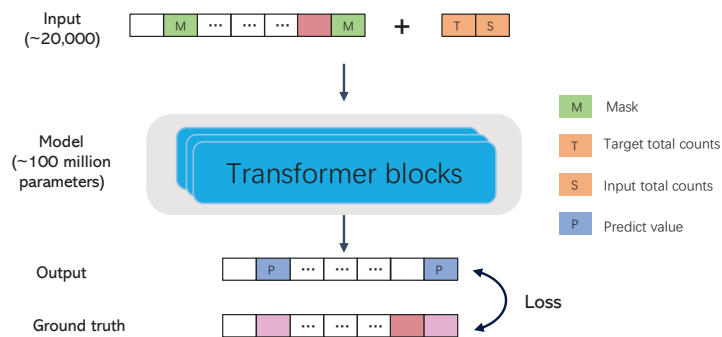 Input
(~20,000)
M ... ... ... M + T S
Model
(~100 million
parameters)
Transformer blocks
M Mask
T Target total counts
S Input total counts
P Predict value
Output
P ... ... ... P
Loss
Ground truth
... ... ...